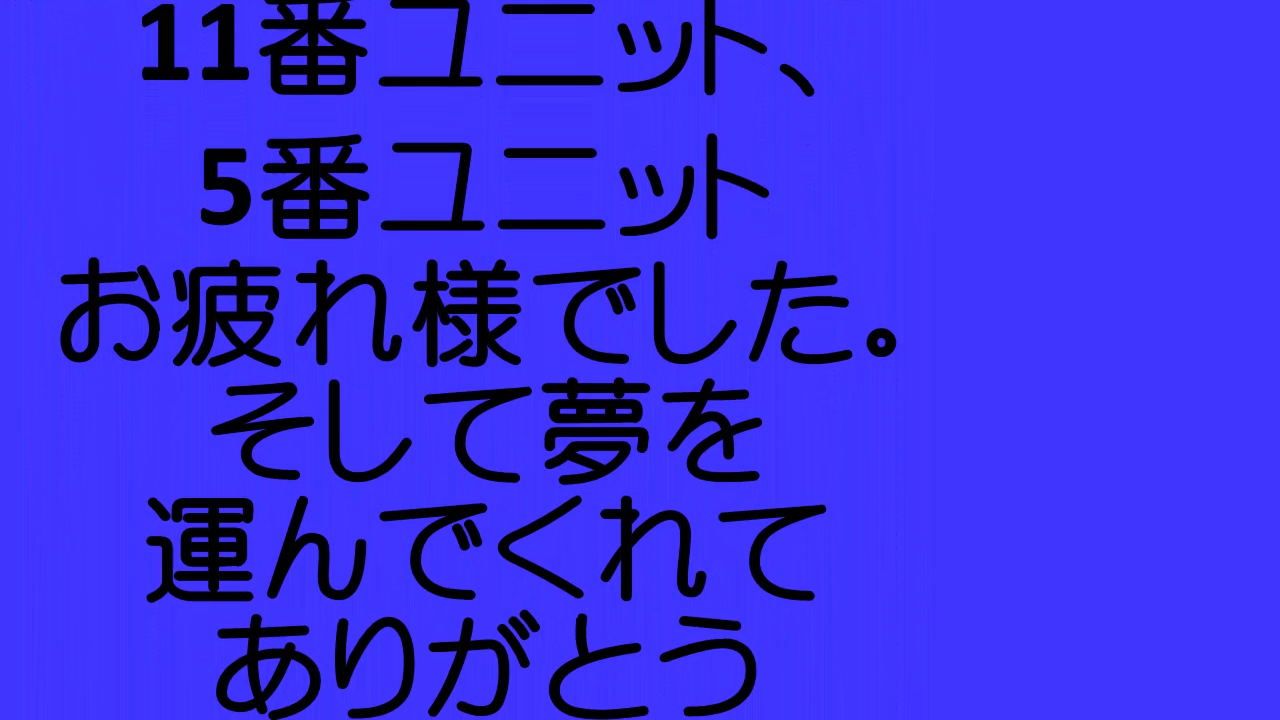 11番ユニット、
5番ユニット
お疲れ様でした。
そして夢を
運んでくれて
ありがとう